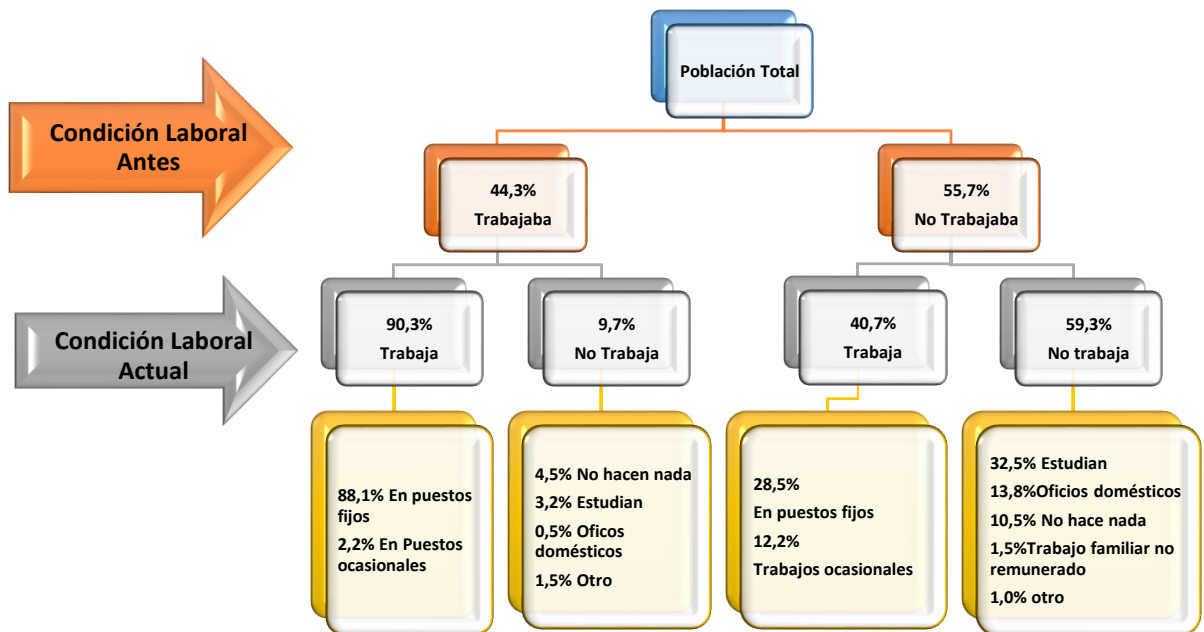 Población Total
Condición Laboral
Antes
44,3%
Trabajaba
55,7%
No Trabajaba
Condición Laboral
Actual
90,3%
Trabaja
9,7%
No Trabaja
40,7%
Trabaja
59,3%
No trabaja
88,1% En puestos
fijos
2,2% En Puestos
ocasionales
4,5% No hacen nada
3,2% Estudian
0,5% Oficos
domésticos
1,5% Otro
28,5%
En puestos fijos
12,2%
Trabajos ocasionales
32,5% Estudian
13,8%Oficios domésticos
10,5% No hace nada
1,5%Trabajo familiar no
remunerado
1,0% otro